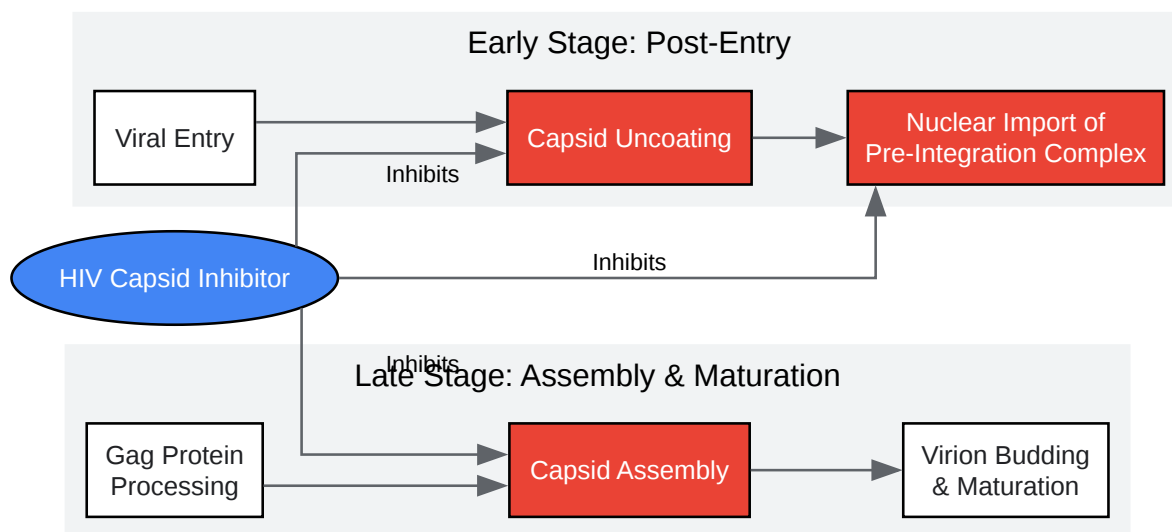 Early Stage: Post-Entry
Viral Entry
Capsid Uncoating
Nuclear Import of
Pre-Integration Complex
Inhibits
HIV Capsid Inhibitor
Inhibits
Inhibits
Late Stage: Assembly & Maturation
Gag Protein
Processing
Capsid Assembly
Virion Budding
& Maturation